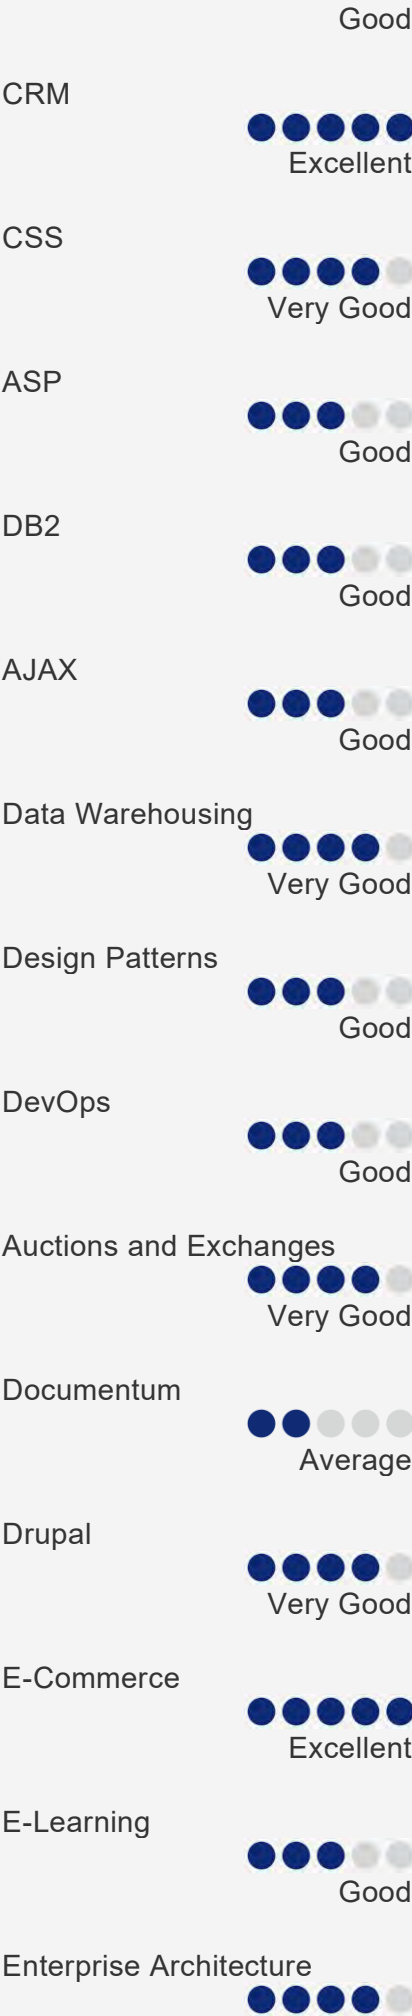 Good
CRM
Excellent
CSS
Very Good
ASP
Good
DB2
Good
AJAX
Good
Data Warehousing
Very Good
Design Patterns
Good
DevOps
Good
Auctions and Exchanges
Very Good
Documentum
Average
Drupal
Very Good
E-Commerce
Excellent
E-Learning
Good
Enterprise Architecture